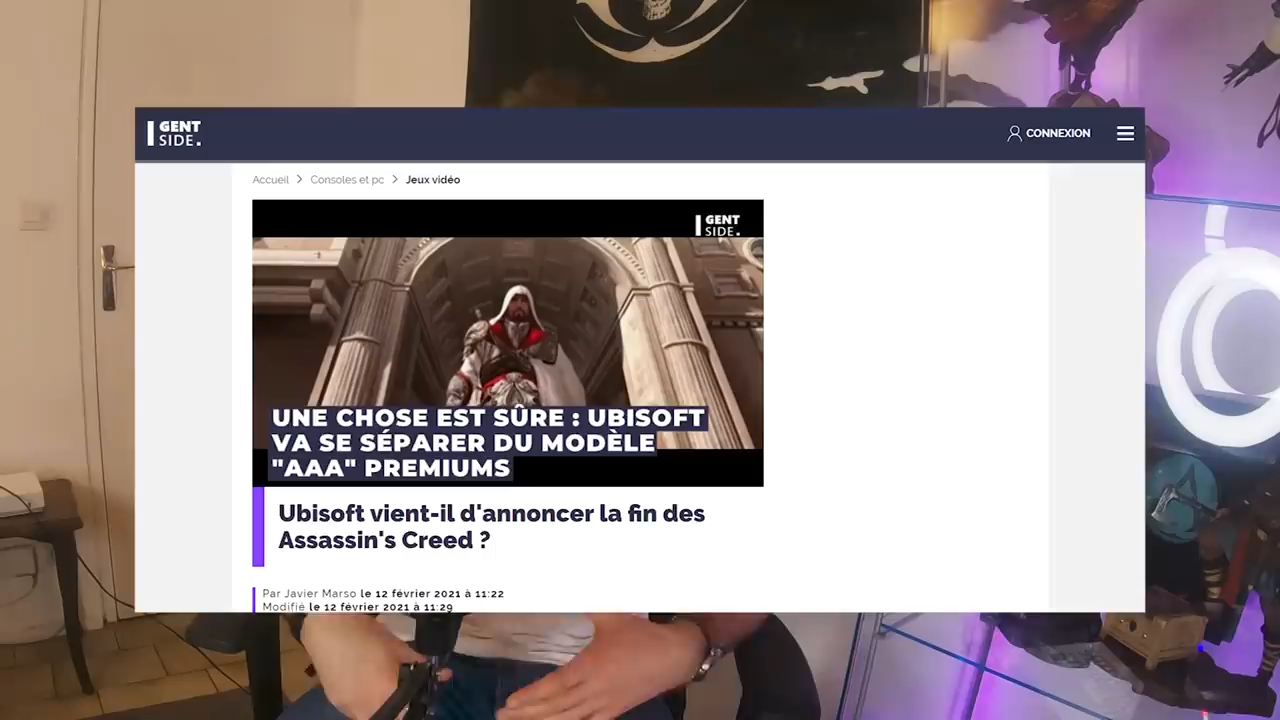 GENT
SIDE.
CONNEXION
Accueil > Consoles et pc > Jeux vidéo
GENT
SIDE.
UNE CHOSE EST SÛRE : UBISOFT
VA SE SÉPARER DU MODÈLE
"AAA" PREMIUMS
Ubisoft vient-il d'annoncer la fin des
Assassin's Creed ?
Par Javier Marso le 12 février 2021 à 11:22
Modifié le 12 février 2021 à 11:29